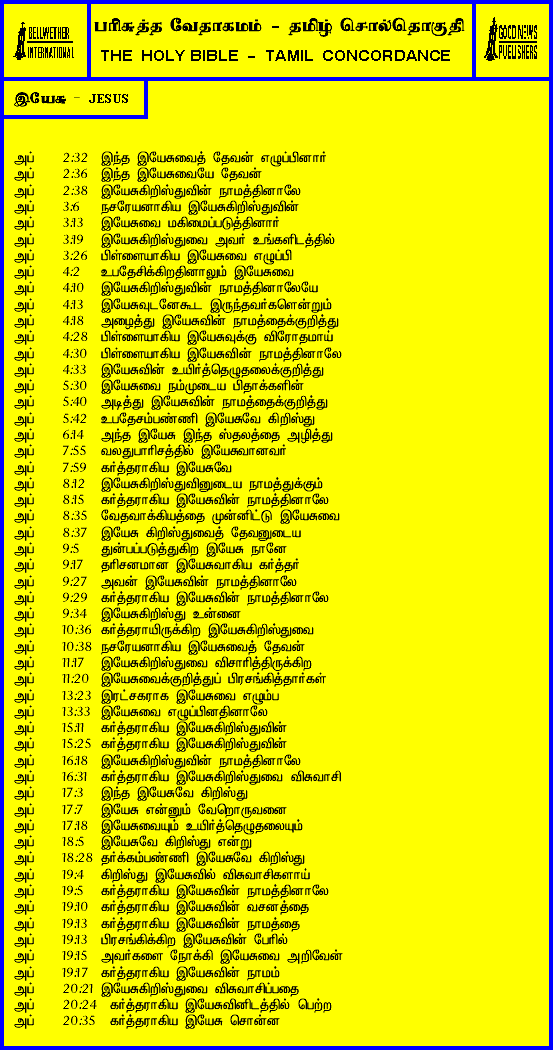 BELLWETHER
INTERNATIONAL
பரிசுத்த வேதாகமம் - தமிழ் சொல்தொகுதி
THE HOLY BIBLE - TAMIL CONCORDANCE
GOOD NEWS
PUBLISHERS
இயேசு - JESUS
அப் 2:32 இந்த இயேசுவைத் தேவன் எழுப்பினார்
அப் 2:36 இந்த இயேசுவையே தேவன்
அப் 2:38 இயேசுகிறிஸ்துவின் நாமத்தினாலே
அப் 3:6 நசரேயனாகிய இயேசுகிறிஸ்துவின்
அப் 3:13 இயேசுவை மகிமைப்படுத்தினார்
அப் 3:19 இயேசுகிறிஸ்துவை அவர் உங்களிடத்தில்
அப் 3:26 பிள்ளையாகிய இயேசுவை எழுப்பி
அப் 4:2 உபதேசிக்கிறதினாலும் இயேசுவை
அப் 4:10 இயேசுகிறிஸ்துவின் நாமத்தினாலேயே
அப் 4:13 இயேசுவுடனேகூட இருந்தவர்களென்றும்
அப் 4:18 அழைத்து இயேசுவின் நாமத்தைக்குறித்து
அப் 4:28 பிள்ளையாகிய இயேசுவுக்கு விரோதமாய்
அப் 4:30 பிள்ளையாகிய இயேசுவின் நாமத்தினாலே
அப் 4:33 இயேசுவின் உயிர்த்தெழுதலைக்குறித்து
அப் 5:30 இயேசுவை நம்முடைய பிதாக்களின்
அப் 5:40 அடித்து இயேசுவின் நாமத்தைக்குறித்து
அப் 5:42 உபதேசம்பண்ணி இயேசுவே கிறிஸ்து
அப் 6:14 அந்த இயேசு இந்த ஸ்தலத்தை அழித்து
அப் 7:55 வலதுபாரிசத்தில் இயேசுவானவர்
அப் 7:59 கர்த்தராகிய இயேசுவே
அப் 8:12 இயேசுகிறிஸ்துவினுடைய நாமத்துக்கும்
அப் 8:15 கர்த்தராகிய இயேசுவின் நாமத்தினாலே
அப் 8:35 வேதவாக்கியத்தை முன்னிட்டு இயேசுவை
அப் 8:37 இயேசு கிறிஸ்துவைத் தேவனுடைய
அப் 9:5 துன்பப்படுத்துகிற இயேசு நானே
அப் 9:17 தரிசனமான இயேசுவாகிய கர்த்தர்
அப் 9:27 அவன் இயேசுவின் நாமத்தினாலே
அப் 9:29 கர்த்தராகிய இயேசுவின் நாமத்தினாலே
அப் 9:34 இயேசுகிறிஸ்து உன்னை
அப் 10:36 கர்த்தராயிருக்கிற இயேசுகிறிஸ்துவை
அப் 10:38 நசரேயனாகிய இயேசுவைத் தேவன்
அப் 11:17 இயேசுகிறிஸ்துவை விசாரித்திருக்கிற
அப் 11:20 இயேசுவைக்குறித்துப் பிரசங்கித்தார்கள்
அப் 13:23 இரட்சகராக இயேசுவை எழும்ப
அப் 13:33 இயேசுவை எழுப்பினதினாலே
அப் 15:11 கர்த்தராகிய இயேசுகிறிஸ்துவின்
அப் 15:25 கர்த்தராகிய இயேசுகிறிஸ்துவின்
அப் 16:18 இயேசுகிறிஸ்துவின் நாமத்தினாலே
அப் 16:31 கர்த்தராகிய இயேசுகிறிஸ்துவை விசுவாசி
அப் 17:3 இந்த இயேசுவே கிறிஸ்து
அப் 17:7 இயேசு என்னும் வேறொருவனை
அப் 17:18 இயேசுவையும் உயிர்த்தெழுதலையும்
அப் 18:5 இயேசுவே கிறிஸ்து என்று
அப் 18:28 தர்க்கம்பண்ணி இயேசுவே கிறிஸ்து
அப் 19:4 கிறிஸ்து இயேசுவில் விசுவாசிகளாய்
அப் 19:5 கர்த்தராகிய இயேசுவின் நாமத்தினாலே
அப் 19:10 கர்த்தராகிய இயேசுவின் வசனத்தை
அப் 19:13 கர்த்தராகிய இயேசுவின் நாமத்தை
அப் 19:13 பிரசங்கிக்கிற இயேசுவின் பேரில்
அப் 19:15 அவர்களை நோக்கி இயேசுவை அறிவேன்
அப் 19:17 கர்த்தராகிய இயேசுவின் நாமம்
அப் 20:21 இயேசுகிறிஸ்துவை விசுவாசிப்பதை
அப் 20:24 கர்த்தராகிய இயேசுவினிடத்தில் பெற்ற
அப் 20:35 கர்த்தராகிய இயேசு சொன்ன